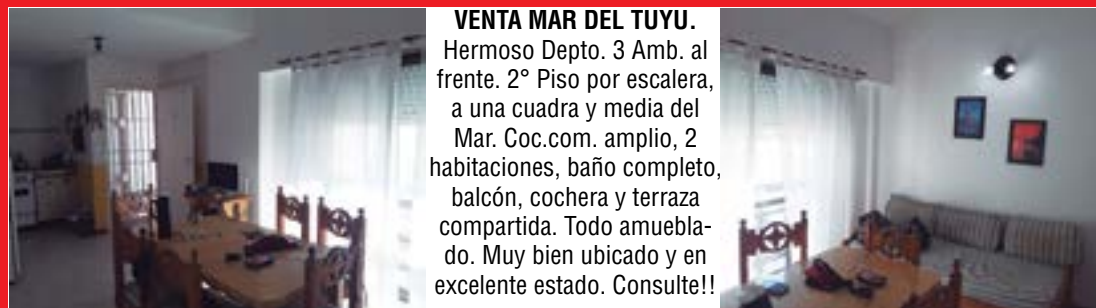 VENTA MAR DEL TUYU.
Hermoso Depto. 3 Amb. al
frente. 2° Piso por escalera,
a una cuadra y media del
Mar. Coc.com. amplio, 2
habitaciones, baño completo,
balcón, cochera y terraza
compartida. Todo amuebla-
do. Muy bien ubicado y en
excelente estado. Consulte!!